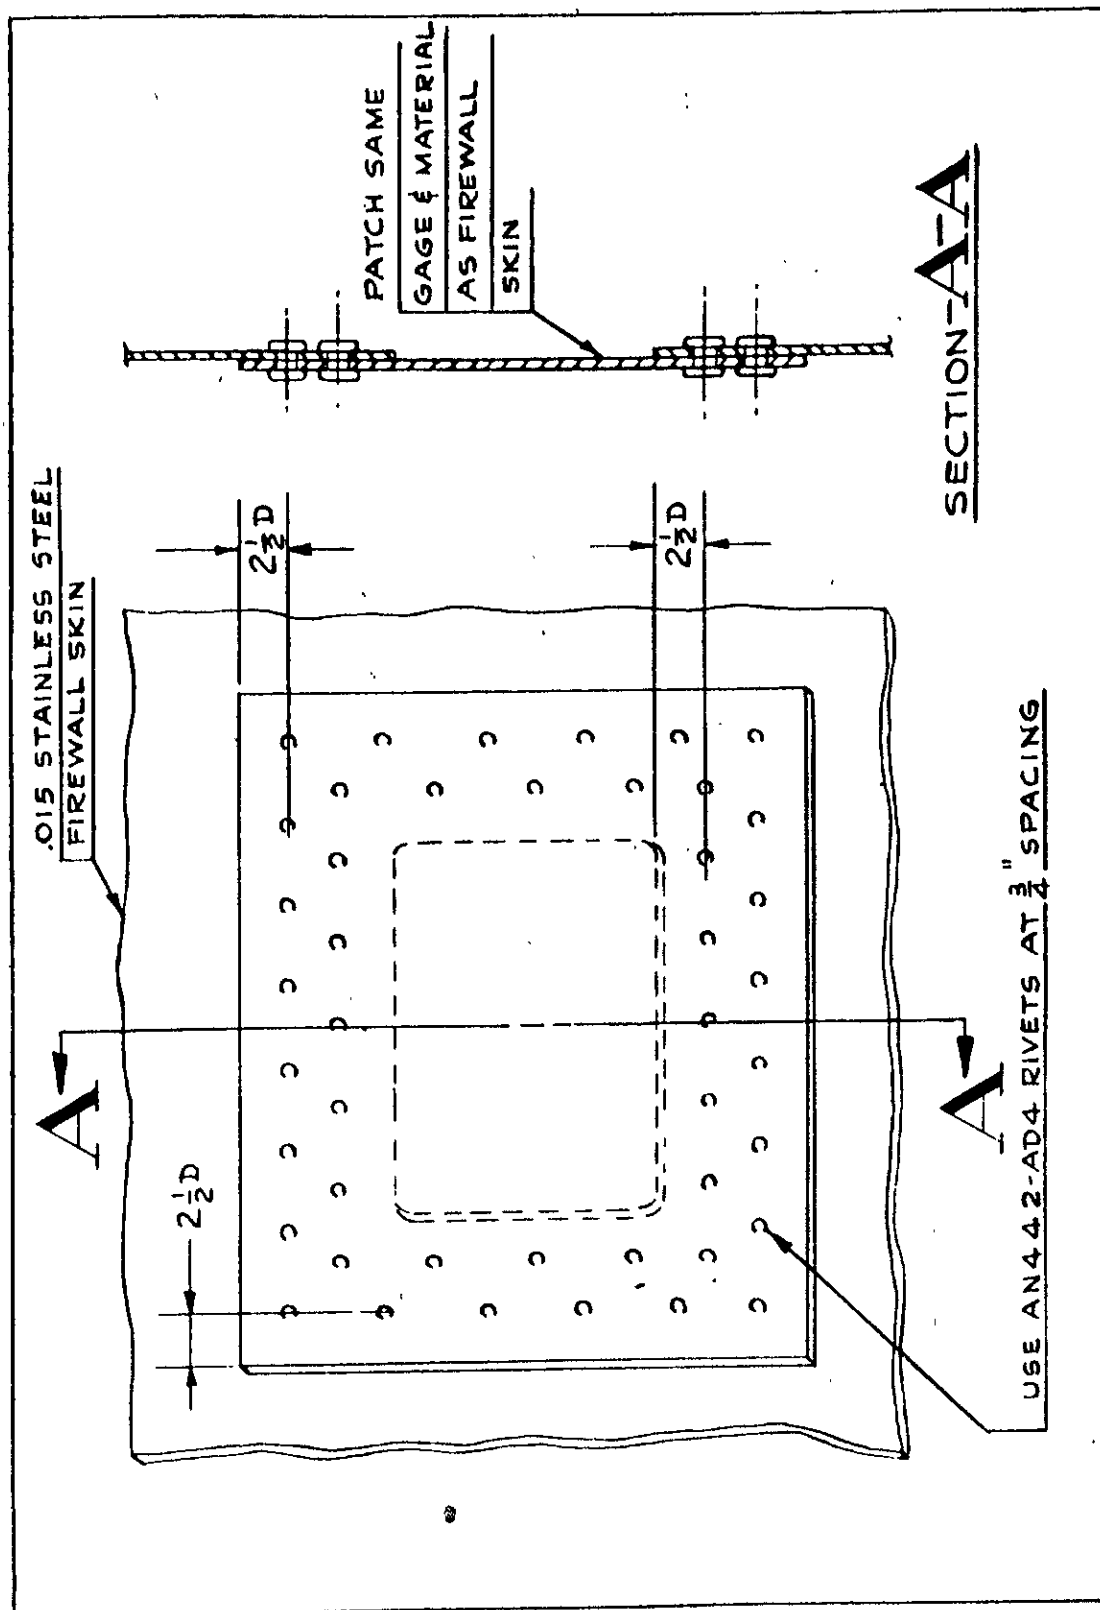 .015 STAINLESS STEEL
FIREWALL SKIN
PATCH SAME
GAGE & MATERIAL
AS FIREWALL
SKIN
2½D
2½D
2½D
A
A
SECTION-A-A
USE AN442-AD4 RIVETS AT ¾" SPACING